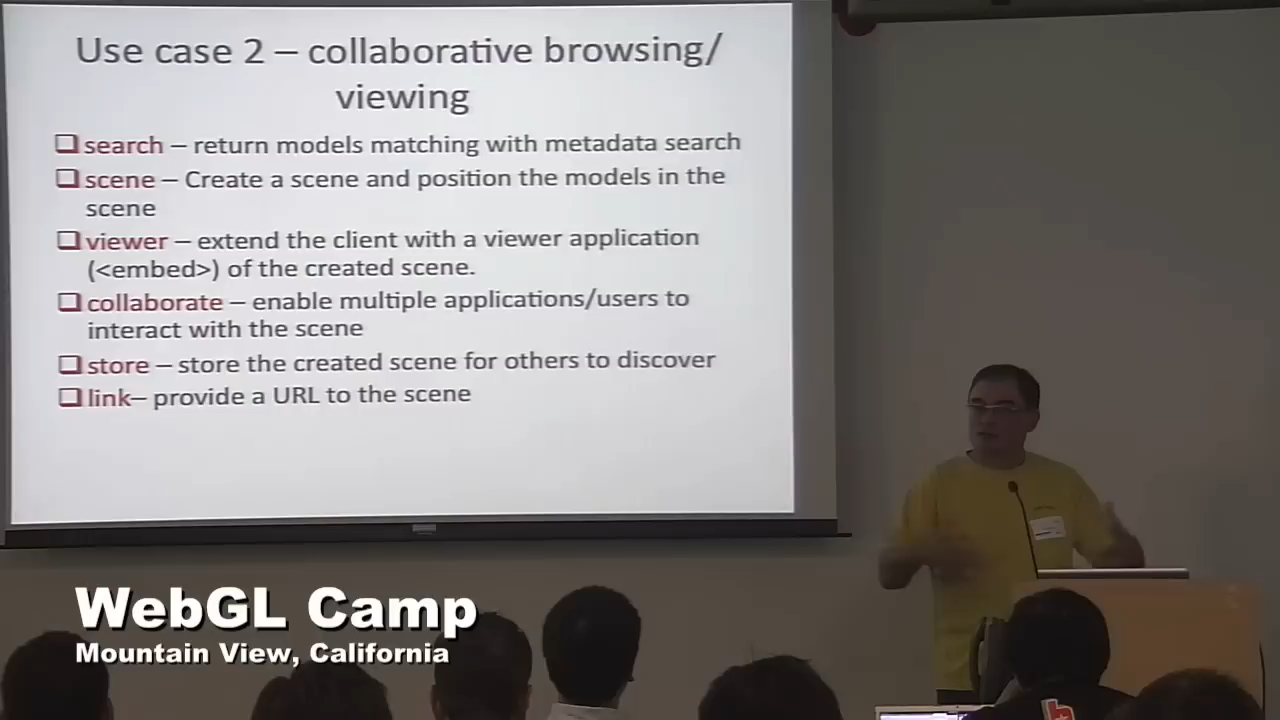 Use case 2 – collaborative browsing/
viewing
❑ search – return models matching with metadata search
❑ scene – Create a scene and position the models in the
scene
❑ viewer – extend the client with a viewer application
(<embed>) of the created scene.
❑ collaborate – enable multiple applications/users to
interact with the scene
❑ store – store the created scene for others to discover
❑ link– provide a URL to the scene
WebGL Camp
Mountain View, California